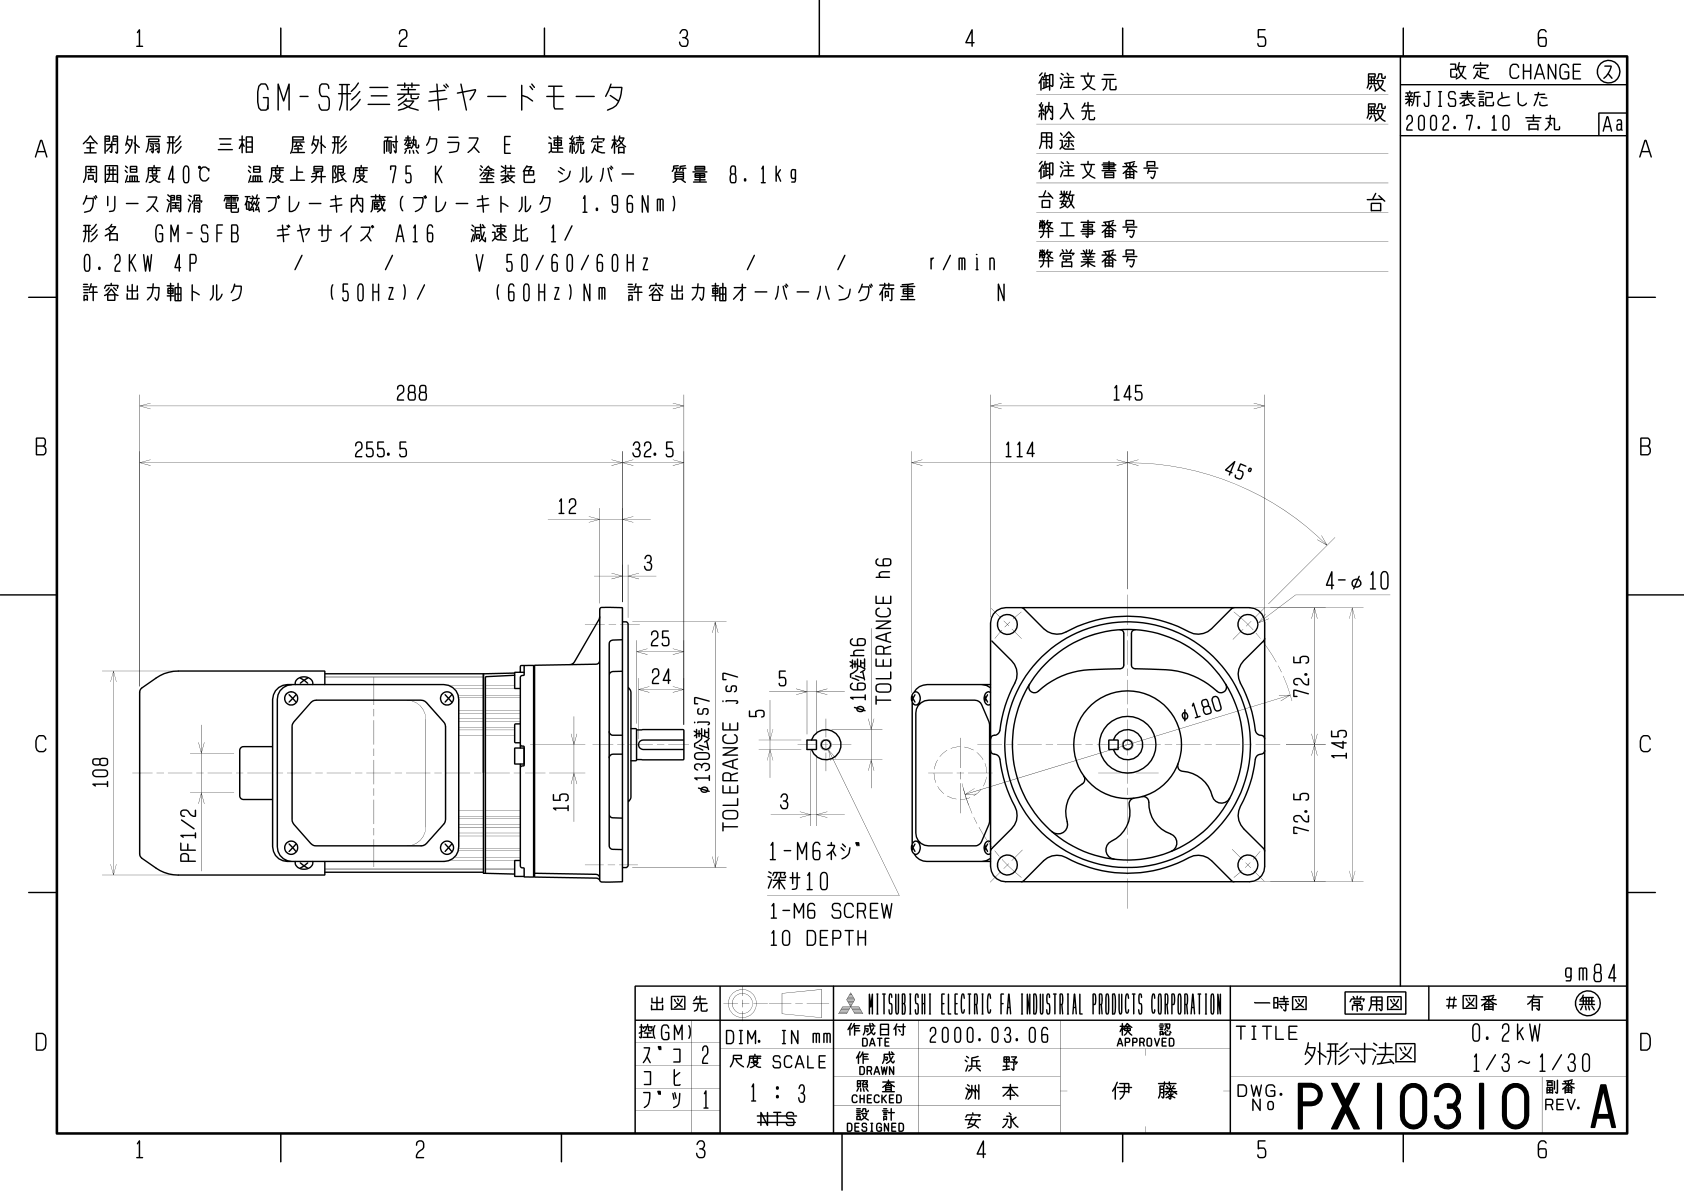 1 2 3 4 5 6
改定 CHANGE ス
新JIS表記とした
2002.7.10 吉丸 Aa
GM-S形三菱ギヤードモータ
全閉外扇形 三相 屋外形 耐熱クラス E 連続定格
周囲温度40℃ 温度上昇限度 75 K 塗装色 シルバー 質量 8.1kg
グリース潤滑 電磁ブレーキ内蔵(ブレーキトルク 1.96Nm)
形名 GM-SFB ギヤサイズ A16 減速比 1/
0.2KW 4P / / V 50/60/60Hz / / r/min
許容出力軸トルク (50Hz)/ (60Hz)Nm 許容出力軸オーバーハング荷重 N
御注文元 殿
納入先 殿
用途
御注文書番号
台数 台
弊工事番号
弊営業番号
A A
B B
C C
D D
288
255.5 32.5
12
3
25
24
108
PF1/2
15
φ130公差js7
TOLERANCE js7
5
5
3
φ16公差h6
TOLERANCE h6
1-M6ネジ
深サ10
1-M6 SCREW
10 DEPTH
145
114
45°
4-φ10
φ180
72.5
72.5
145
gm84
出図先
控(GM)
ズコ 2
コヒ
ブツ 1
DIM. IN mm
尺度 SCALE
1 : 3
NTS
MITSUBISHI ELECTRIC FA INDUSTRIAL PRODUCTS CORPORATION
作成日付
DATE
2000.03.06
検 認
APPROVED
作 成
DRAWN
浜 野
照 査
CHECKED
洲 本
伊 藤
設 計
DESIGNED
安 永
一時図 常用図 #図番 有 無
TITLE
外形寸法図
0.2kW
1/3~1/30
DWG.
No
PX10310
副番
REV.
A
1 2 3 4 5 6